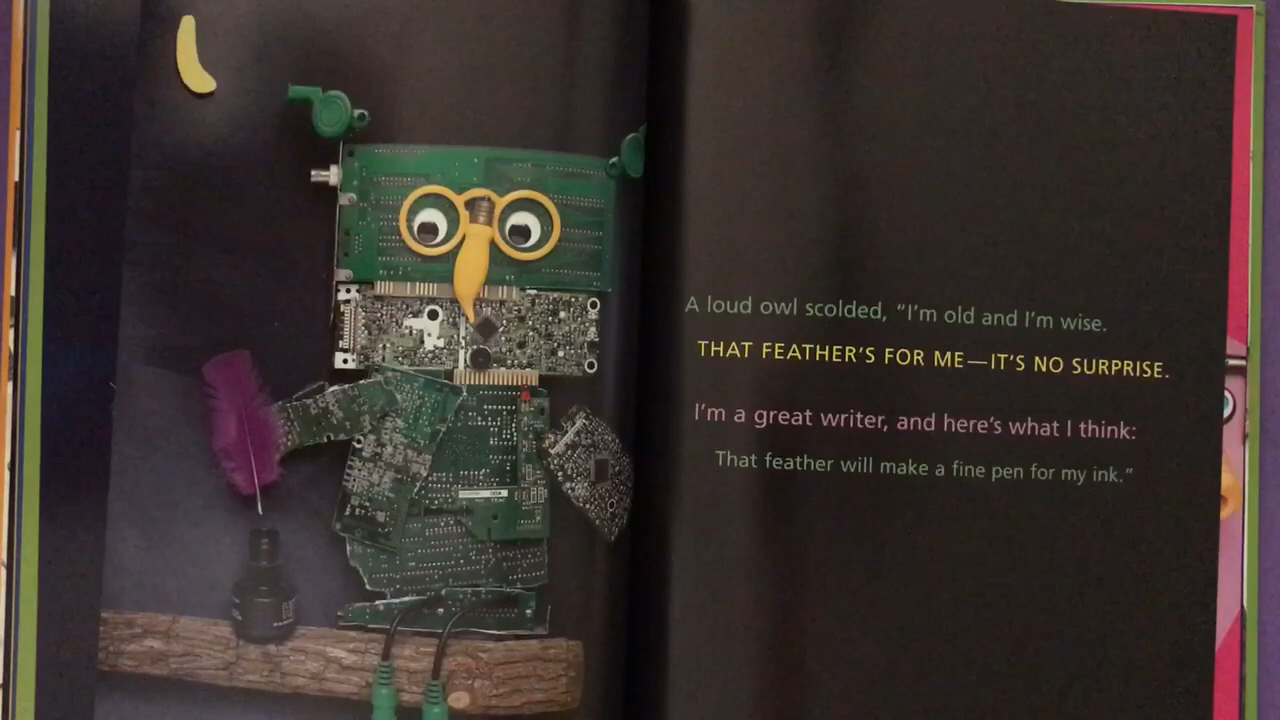 A loud owl scolded, “I’m old and I’m wise.
THAT FEATHER’S FOR ME—IT’S NO SURPRISE.
I’m a great writer, and here’s what I think:
That feather will make a fine pen for my ink.”